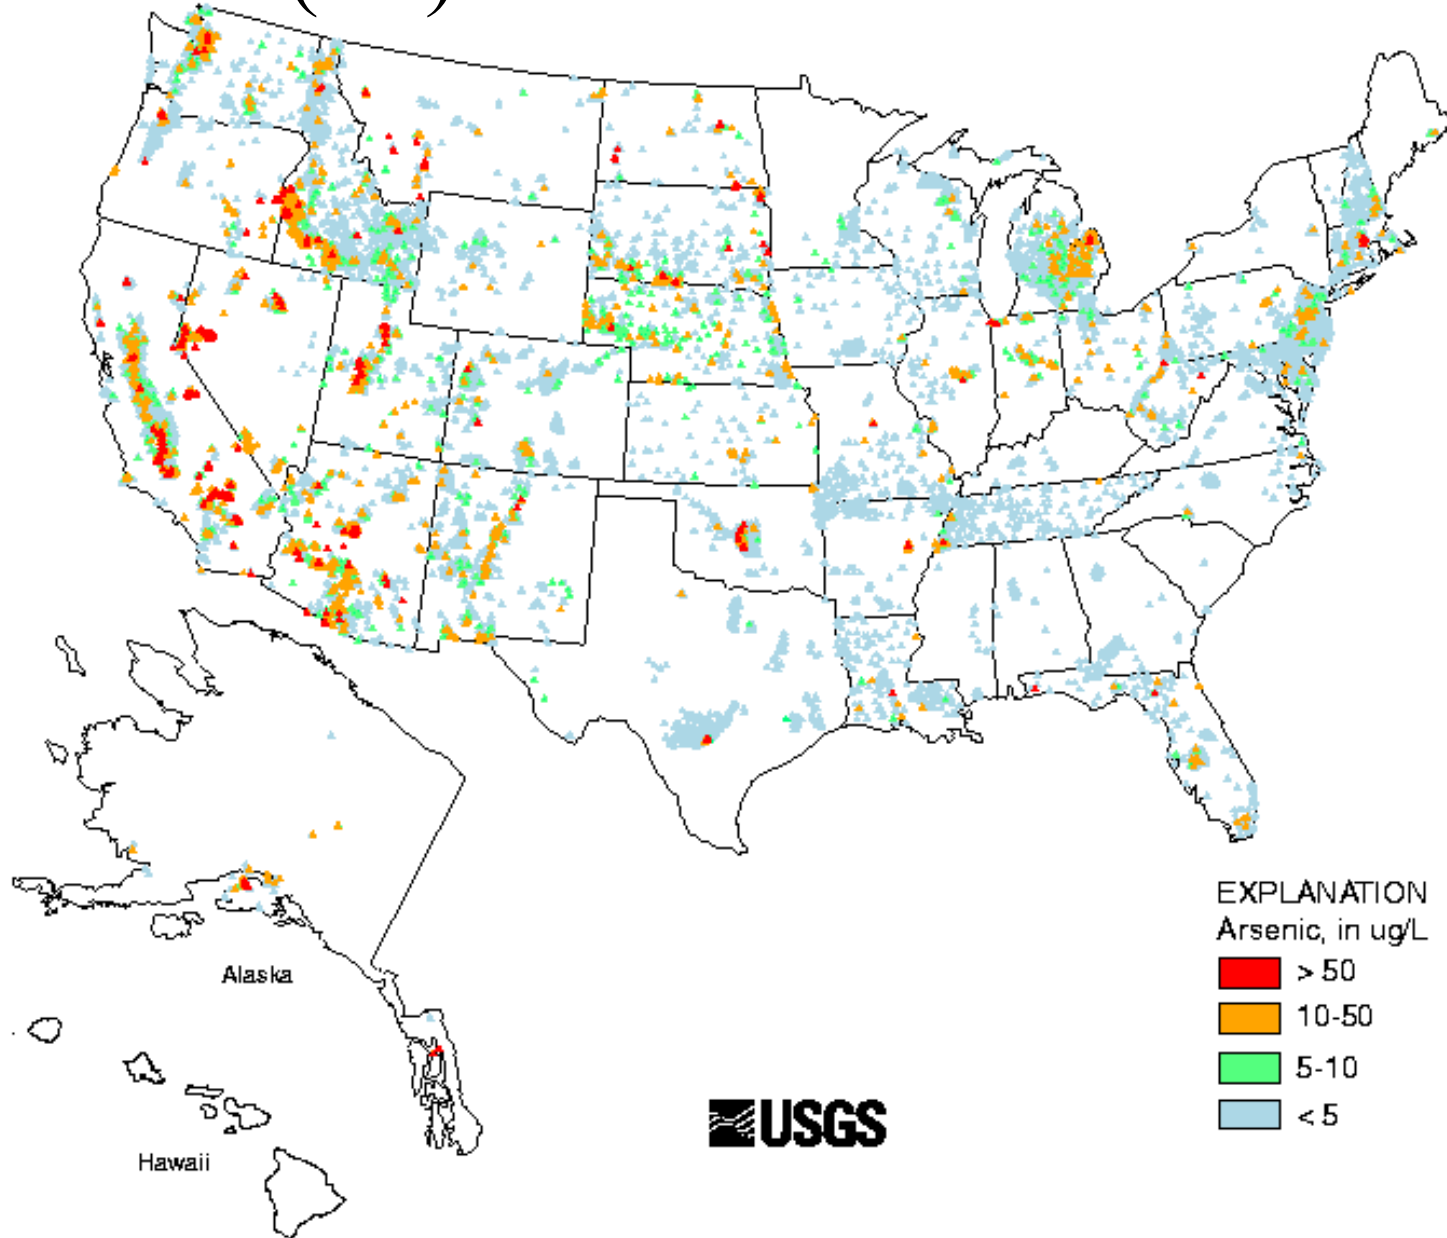 ( )
EXPLANATION
Arsenic, in ug/L
> 50
10-50
5-10
< 5
Alaska
Hawaii
USGS